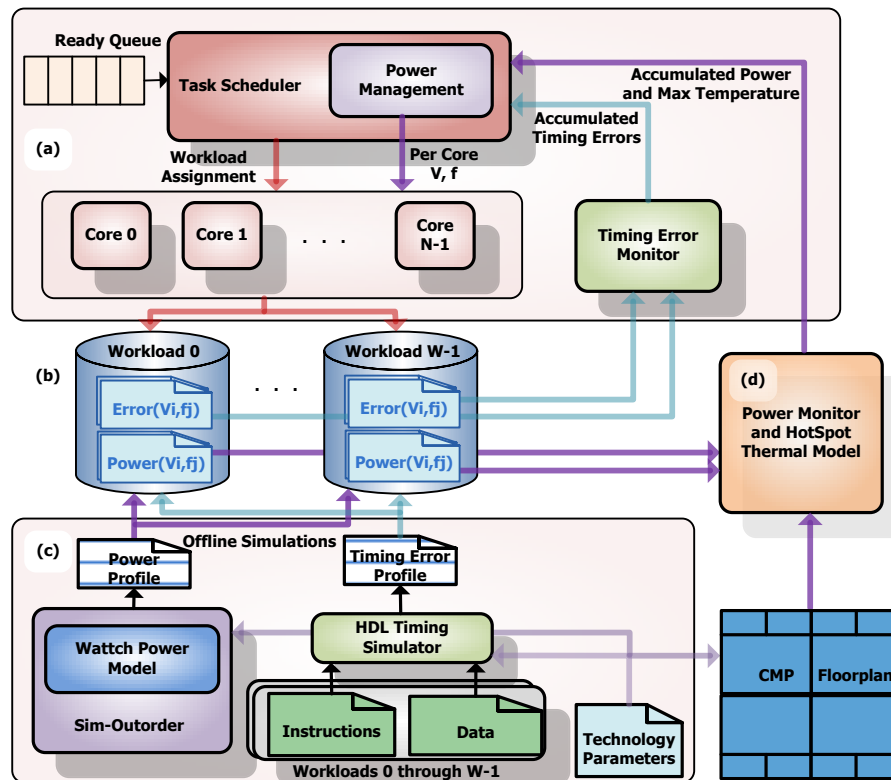 Ready Queue
Task Scheduler
Power
Management
Accumulated Power
and Max Temperature
Accumulated
Timing Errors
(a)
Workload
Assignment
Per Core
V, f
Core 0
Core 1
. . .
Core
N-1
Timing Error
Monitor
(b)
Workload 0
. . .
Workload W-1
Error(Vi,fj)
Error(Vi,fj)
Power(Vi,fj)
Power(Vi,fj)
(d)
Power Monitor
and HotSpot
Thermal Model
(c)
Offline Simulations
Power
Profile
Timing Error
Profile
Wattch Power
Model
Sim-Outorder
HDL Timing
Simulator
Instructions
Data
Workloads 0 through W-1
Technology
Parameters
CMP
Floorplan